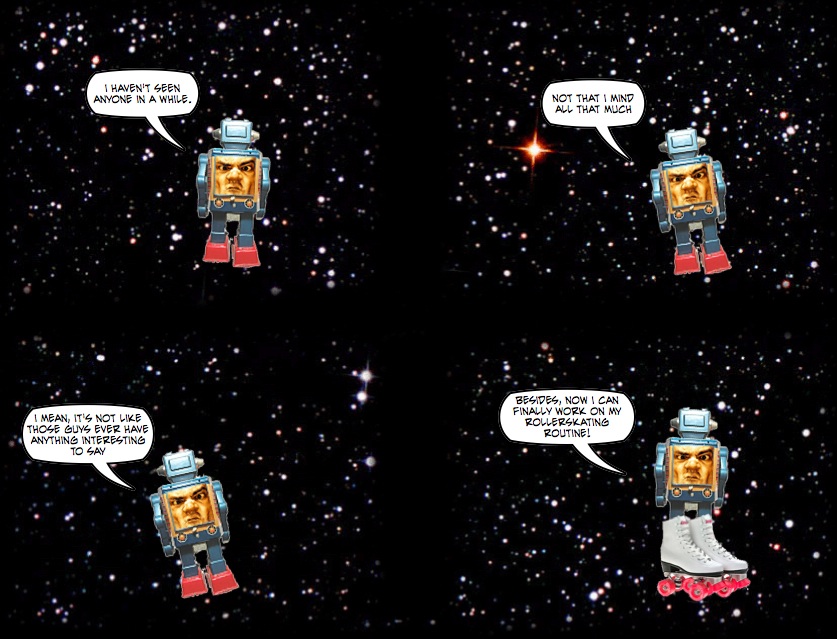 I HAVEN'T SEEN
ANYONE IN A WHILE.
NOT THAT I MIND
ALL THAT MUCH
I MEAN, IT'S NOT LIKE
THOSE GUYS EVER HAVE
ANYTHING INTERESTING
TO SAY
BESIDES, NOW I CAN
FINALLY WORK ON MY
ROLLERSKATING
ROUTINE!